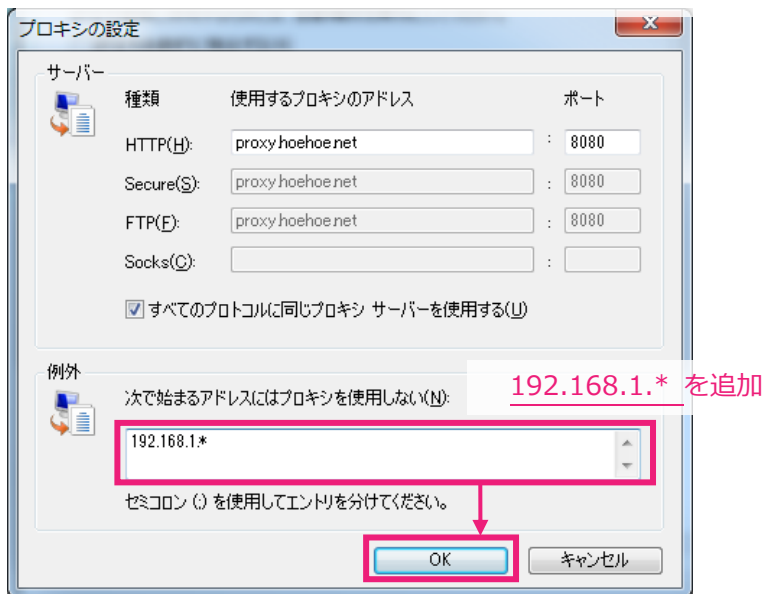 プロキシの設定
サーバー
種類 使用するプロキシのアドレス ポート
HTTP(H): proxy.hoehoe.net : 8080
Secure(S): proxy.hoehoe.net : 8080
FTP(F): proxy.hoehoe.net : 8080
Socks(C): :
すべてのプロトコルに同じプロキシ サーバーを使用する(U)
例外
192.168.1.* を追加
次で始まるアドレスにはプロキシを使用しない(N):
192.168.1.*
セミコロン (;) を使用してエントリを分けてください。
OK キャンセル